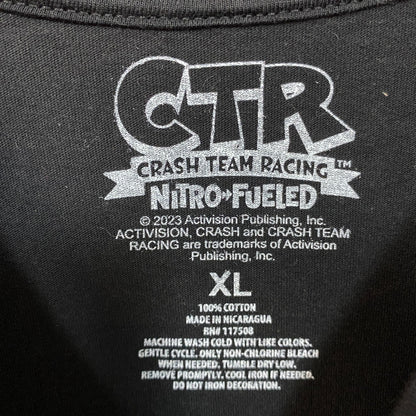 CTR
CRASH TEAM RACING™
NITRO-FUELED
© 2023 Activision Publishing, Inc.
ACTIVISION, CRASH and CRASH TEAM
RACING are trademarks of Activision
Publishing, Inc.
XL
100% COTTON
MADE IN NICARAGUA
RN# 117508
MACHINE WASH COLD WITH LIKE COLORS.
GENTLE CYCLE. ONLY NON-CHLORINE BLEACH
WHEN NEEDED. TUMBLE DRY LOW.
REMOVE PROMPTLY. COOL IRON IF NEEDED.
DO NOT IRON DECORATION.